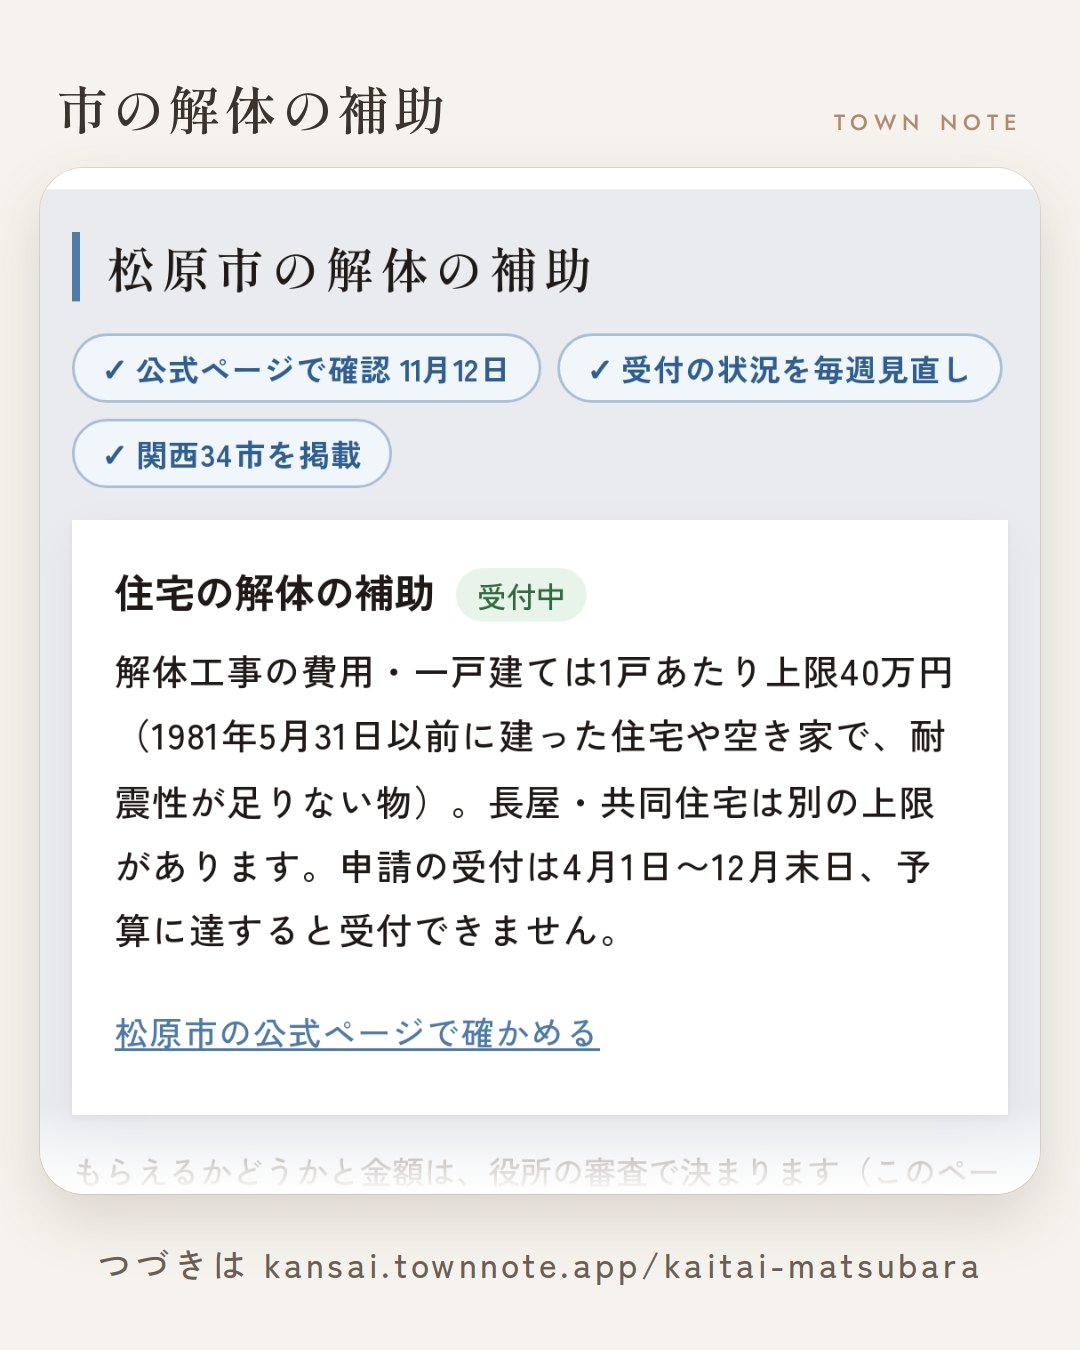 市の解体の補助
TOWN NOTE
松原市の解体の補助
✓ 公式ページで確認 11月12日
✓ 受付の状況を毎週見直し
✓ 関西34市を掲載
住宅の解体の補助 受付中
解体工事の費用・一戸建ては1戸あたり上限40万円
（1981年5月31日以前に建った住宅や空き家で、耐
震性が足りない物）。長屋・共同住宅は別の上限
があります。申請の受付は4月1日〜12月末日、予
算に達すると受付できません。
松原市の公式ページで確かめる
もらえるかどうかと金額は、役所の審査で決まります（このペー
つづきは kansai.townnote.app/kaitai-matsubara